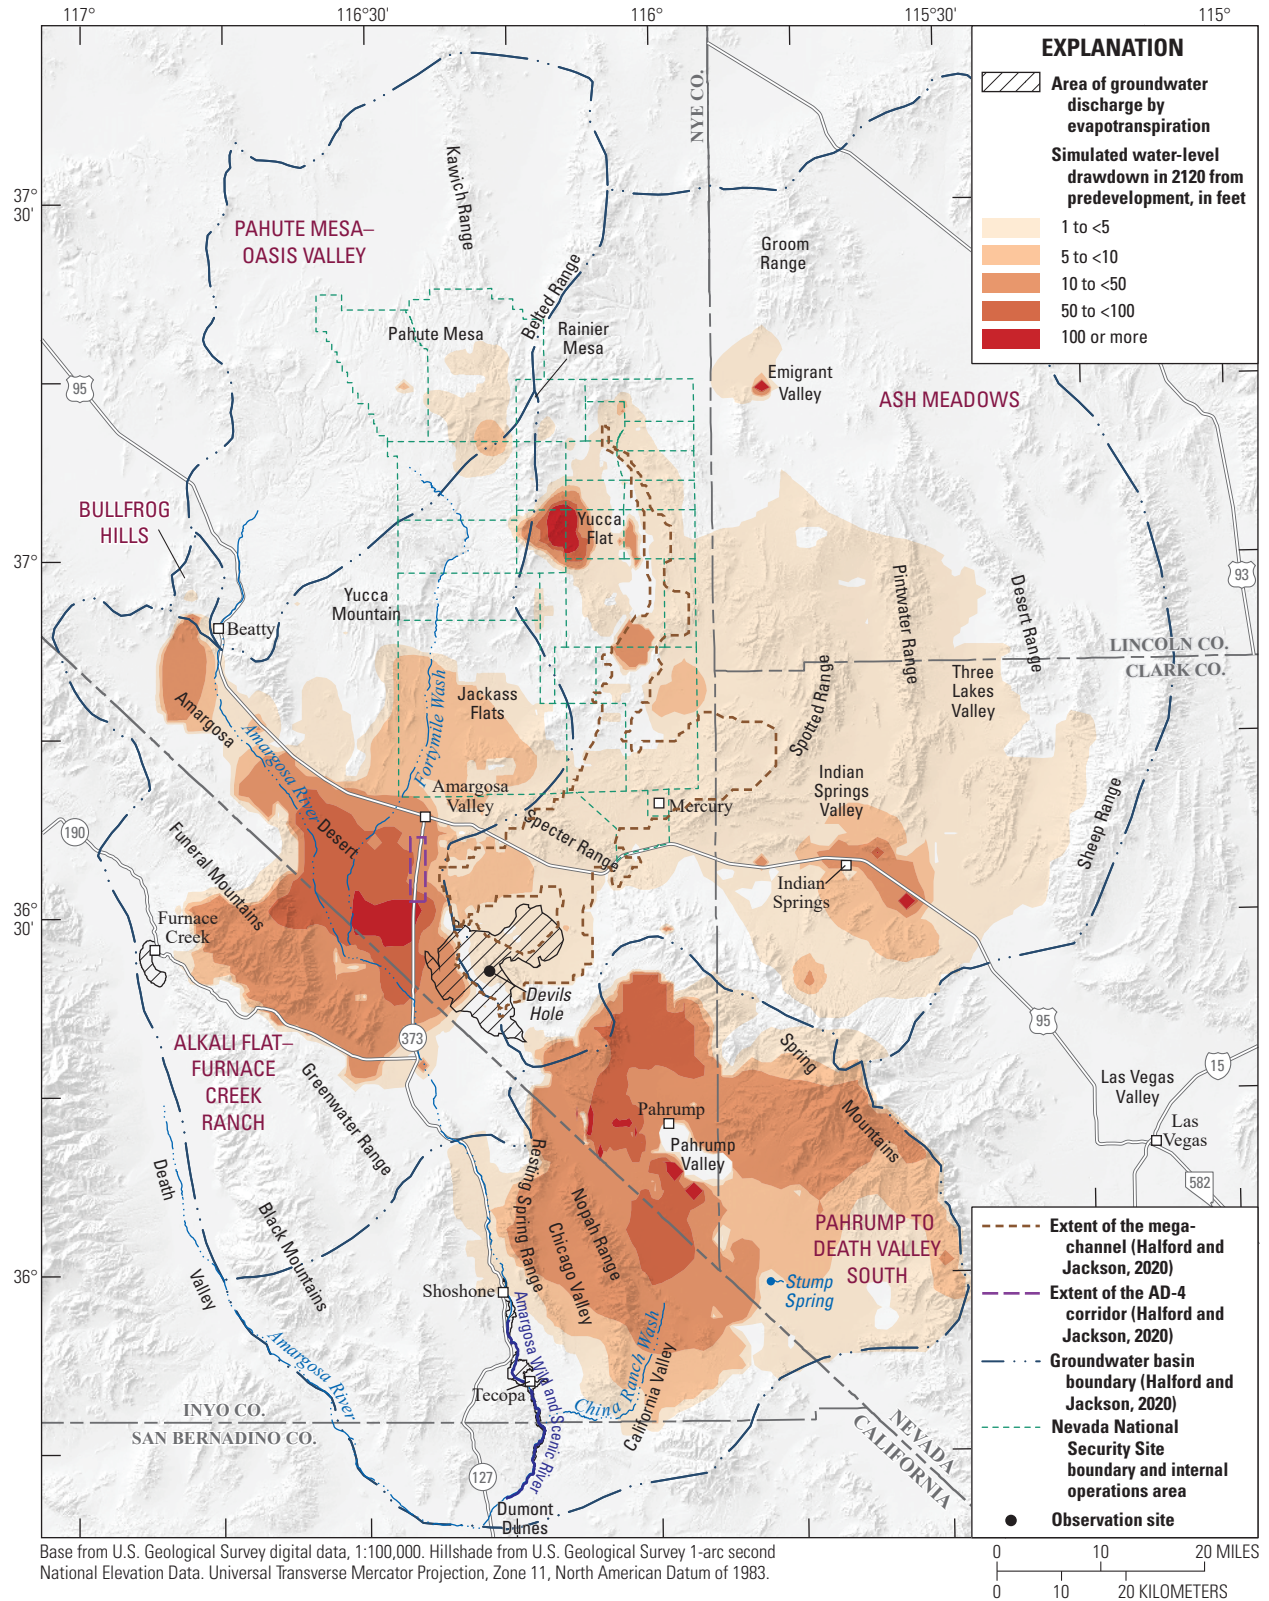 117°
116°30'
116°
115°30'
115°
37°
30'
37°
36°
30'
36°
EXPLANATION
Area of groundwater
discharge by
evapotranspiration
Simulated water-level
drawdown in 2120 from
predevelopment, in feet
1 to <5
5 to <10
10 to <50
50 to <100
100 or more
NYE CO.
Kawich Range
PAHUTE MESA–
OASIS VALLEY
Groom
Range
Belted Range
Pahute Mesa
Rainier
Mesa
Emigrant
Valley
ASH MEADOWS
95
BULLFROG
HILLS
Yucca
Flat
93
Pintwater Range
Desert Range
Yucca
Mountain
Beatty
LINCOLN CO.
CLARK CO.
Three
Lakes
Valley
Spotted Range
Jackass
Flats
Fortymile Wash
Amargosa
Desert
Amargosa River
Amargosa
Valley
Mercury
Indian
Springs
Valley
Sheep Range
Specter Range
190
Funeral Mountains
Furnace
Creek
Indian
Springs
Devils
Hole
95
373
ALKALI FLAT–
FURNACE
CREEK
RANCH
Greenwater Range
Spring
Mountains
15
Las Vegas
Valley
Las
Vegas
582
Pahrump
Pahrump
Valley
Death
Valley
Black Mountains
Resting Spring Range
Nopah Range
Chicago Valley
PAHRUMP TO
DEATH VALLEY
SOUTH
Stump
Spring
Shoshone
Amargosa Wild and Scenic River
Amargosa River
Tecopa
China Ranch Wash
California Valley
INYO CO.
SAN BERNADINO CO.
NEVADA
CALIFORNIA
127
Dumont
Dunes
Extent of the mega-
channel (Halford and
Jackson, 2020)
Extent of the AD-4
corridor (Halford and
Jackson, 2020)
Groundwater basin
boundary (Halford and
Jackson, 2020)
Nevada National
Security Site
boundary and internal
operations area
Observation site
Base from U.S. Geological Survey digital data, 1:100,000. Hillshade from U.S. Geological Survey 1-arc second
National Elevation Data. Universal Transverse Mercator Projection, Zone 11, North American Datum of 1983.
0 10 20 MILES
0 10 20 KILOMETERS